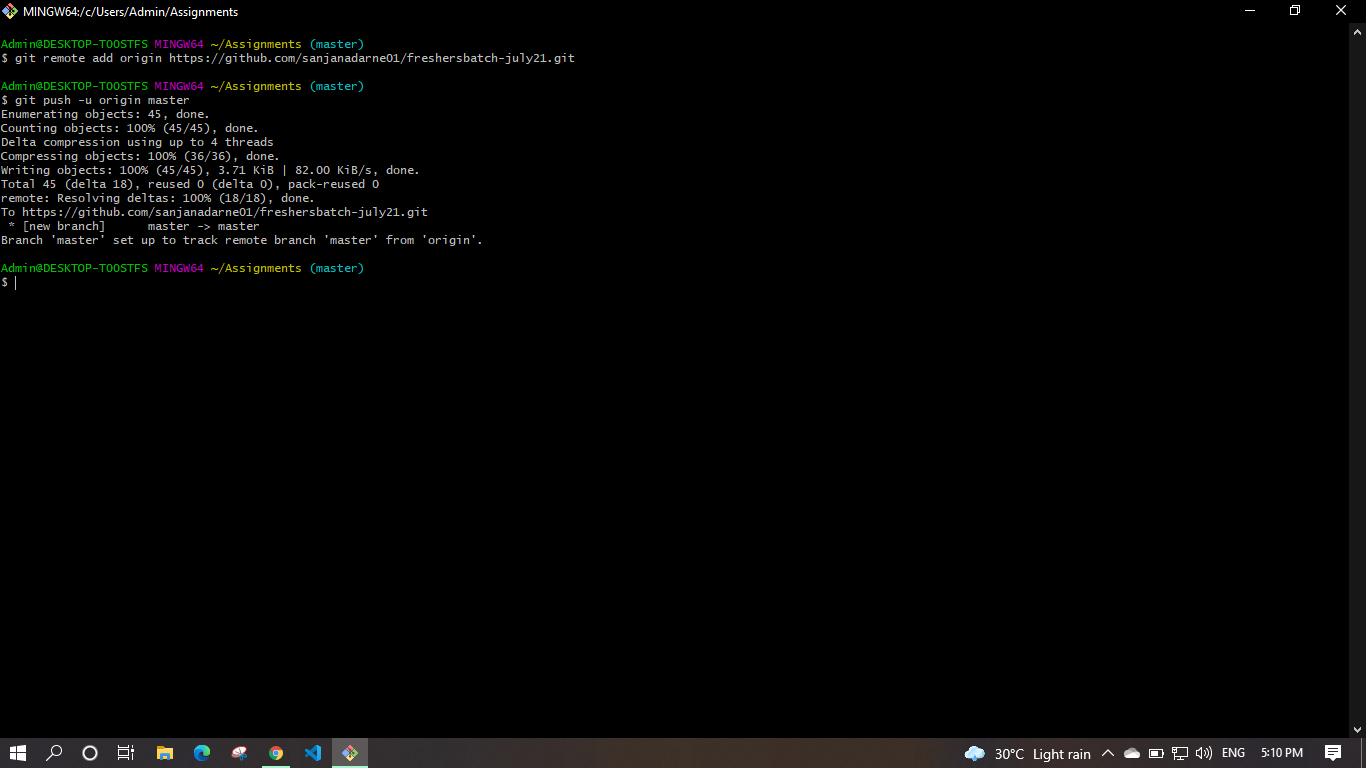 MINGW64:/c/Users/Admin/Assignments
Admin@DESKTOP-TOOSTFS MINGW64 ~/Assignments (master)
$ git remote add origin https://github.com/sanjanadarne01/freshersbatch-july21.git
Admin@DESKTOP-TOOSTFS MINGW64 ~/Assignments (master)
$ git push -u origin master
Enumerating objects: 45, done.
Counting objects: 100% (45/45), done.
Delta compression using up to 4 threads
Compressing objects: 100% (36/36), done.
Writing objects: 100% (45/45), 3.71 KiB | 82.00 KiB/s, done.
Total 45 (delta 18), reused 0 (delta 0), pack-reused 0
remote: Resolving deltas: 100% (18/18), done.
To https://github.com/sanjanadarne01/freshersbatch-july21.git
 * [new branch]      master -> master
Branch 'master' set up to track remote branch 'master' from 'origin'.
Admin@DESKTOP-TOOSTFS MINGW64 ~/Assignments (master)
$
30°C Light rain ENG 5:10 PM